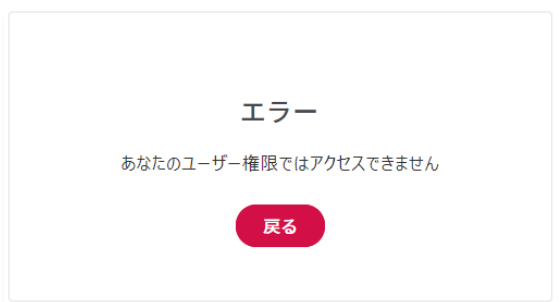 エラー
あなたのユーザー権限ではアクセスできません
戻る